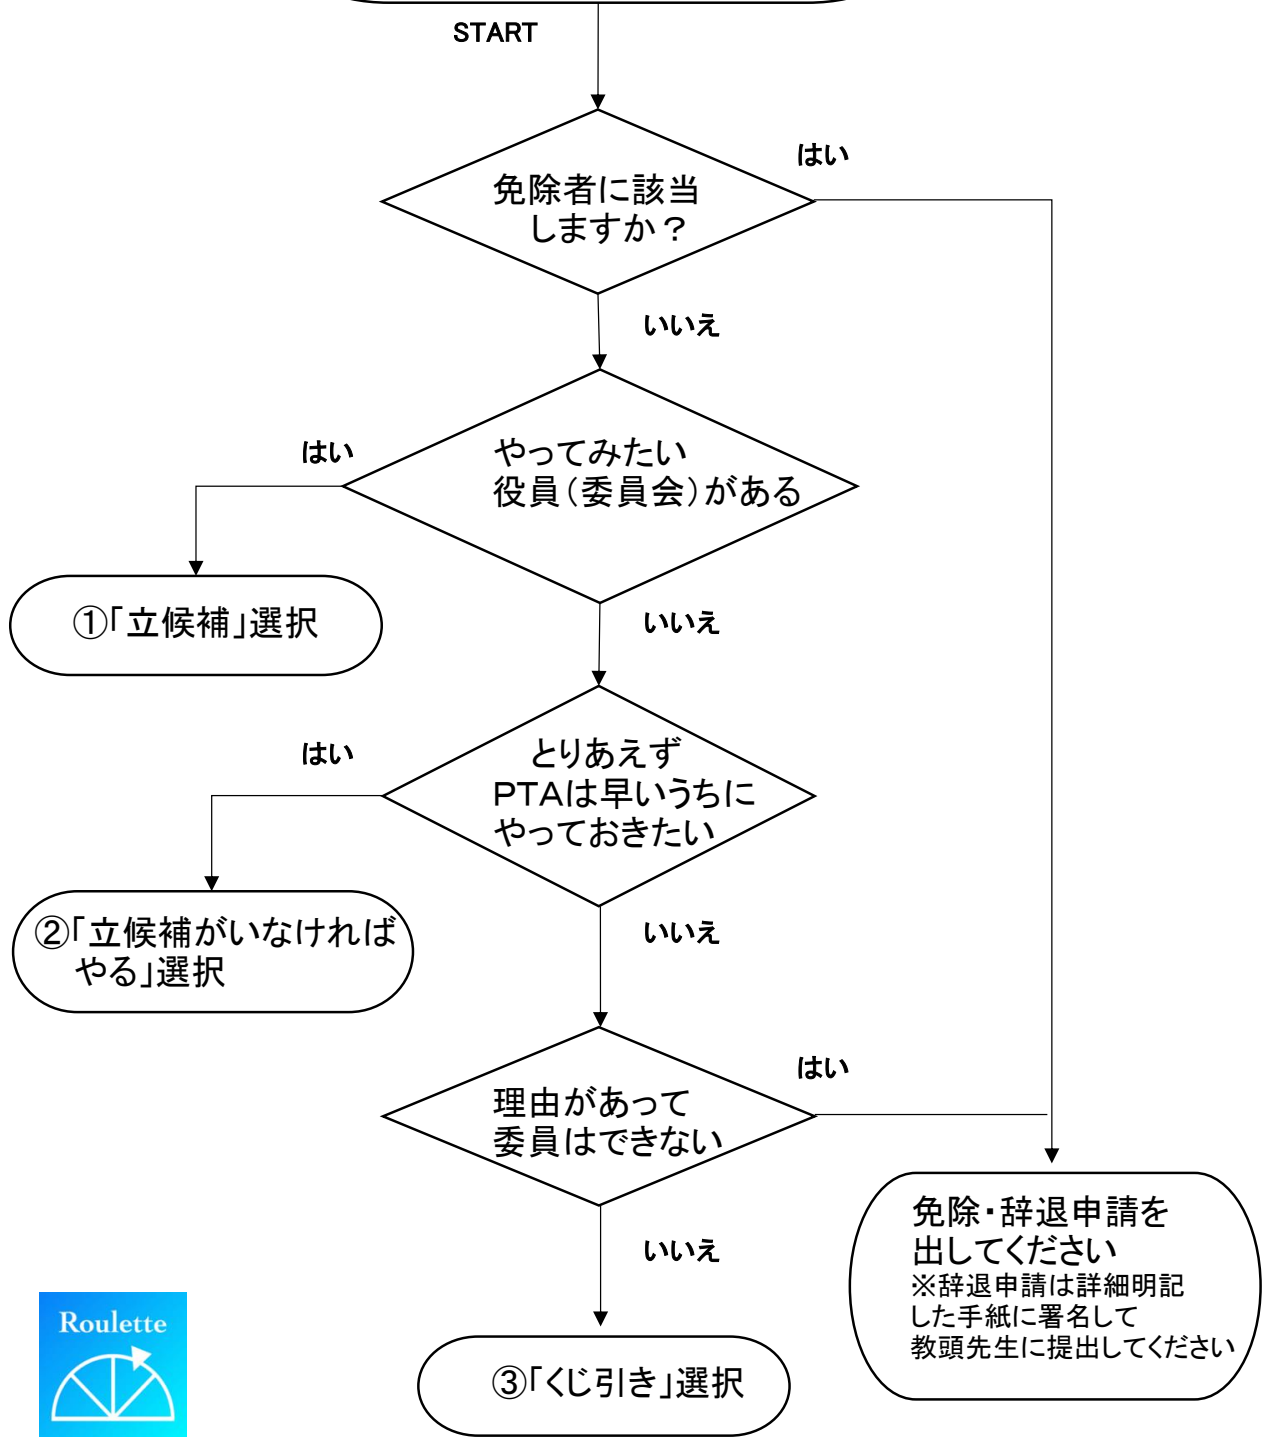 START
はい
免除者に該当
しますか？
いいえ
はい
やってみたい
役員（委員会）がある
①「立候補」選択
いいえ
はい
とりあえず
PTAは早いうちに
やっておきたい
②「立候補がいなければ
やる」選択
いいえ
はい
理由があって
委員はできない
いいえ
免除・辞退申請を
出してください
※辞退申請は詳細明記
した手紙に署名して
教頭先生に提出してください
Roulette
③「くじ引き」選択